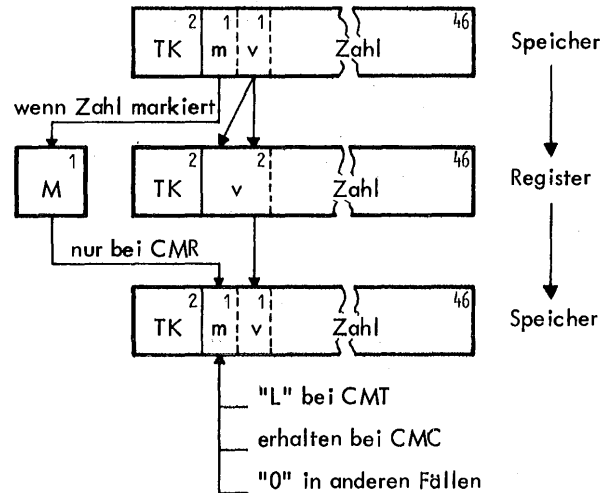 2 1 1 46
TK m v Zahl Speicher
wenn Zahl markiert
1 2 2 46
M TK v Zahl Register
nur bei CMR
2 1 1 46
TK m v Zahl Speicher
"L" bei CMT
erhalten bei CMC
"0" in anderen Fällen